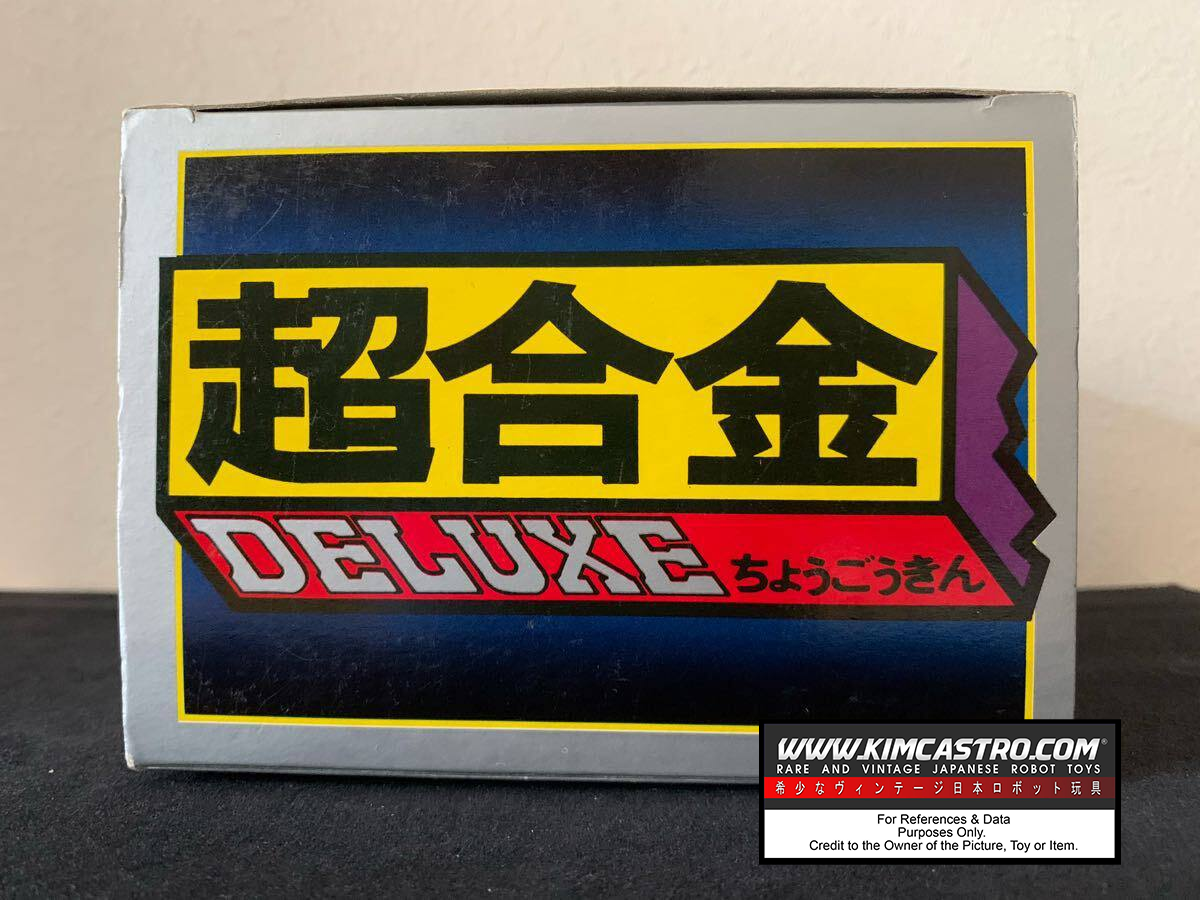 超合金
DELUXE ちょうごうきん
WWW.KIMCASTRO.COM®
RARE AND VINTAGE JAPANESE ROBOT TOYS
希少なヴィンテージ日本ロボット玩具
For References & Data
Purposes Only.
Credit to the Owner of the Picture, Toy or Item.